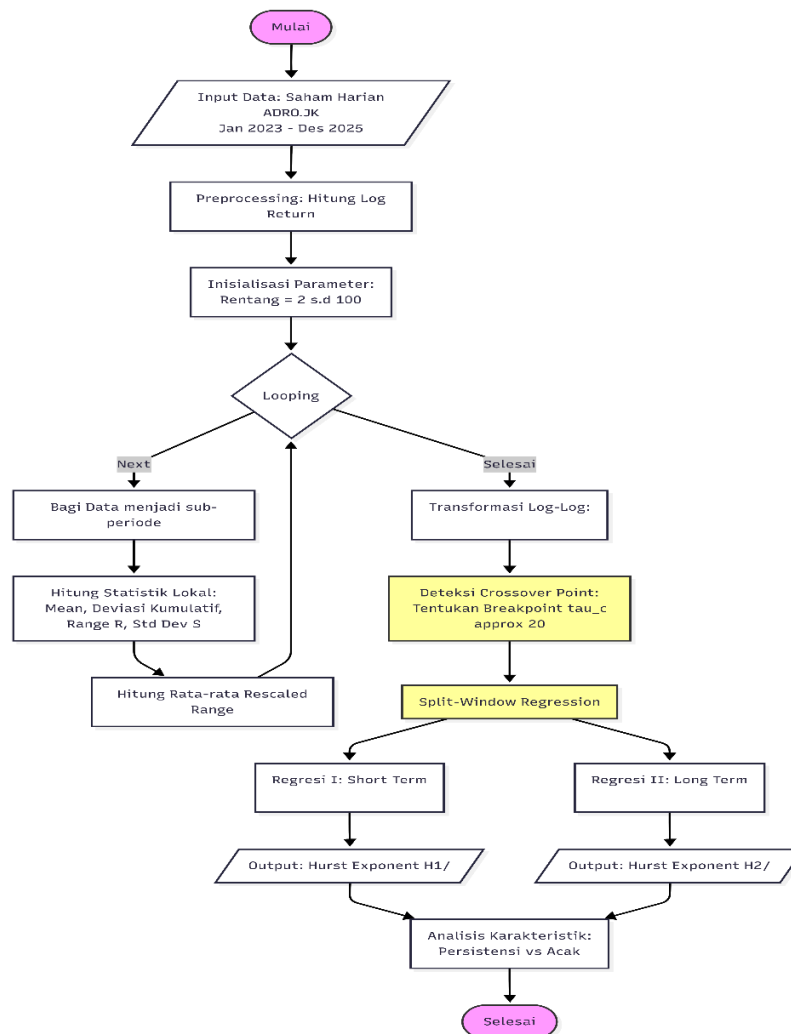 Mulai
Input Data: Saham Harian
ADRO.JK
Jan 2023 - Des 2025
Preprocessing: Hitung Log
Return
Inisialisasi Parameter:
Rentang = 2 s.d 100
Looping
Next
Selesai
Bagi Data menjadi sub-
periode
Transformasi Log-Log:
Hitung Statistik Lokal:
Mean, Deviasi Kumulatif,
Range R, Std Dev S
Deteksi Crossover Point:
Tentukan Breakpoint tau_c
approx 20
Hitung Rata-rata Rescaled
Range
Split-Window Regression
Regresi I: Short Term
Regresi II: Long Term
Output: Hurst Exponent H1/
Output: Hurst Exponent H2/
Analisis Karakteristik:
Persistensi vs Acak
Selesai